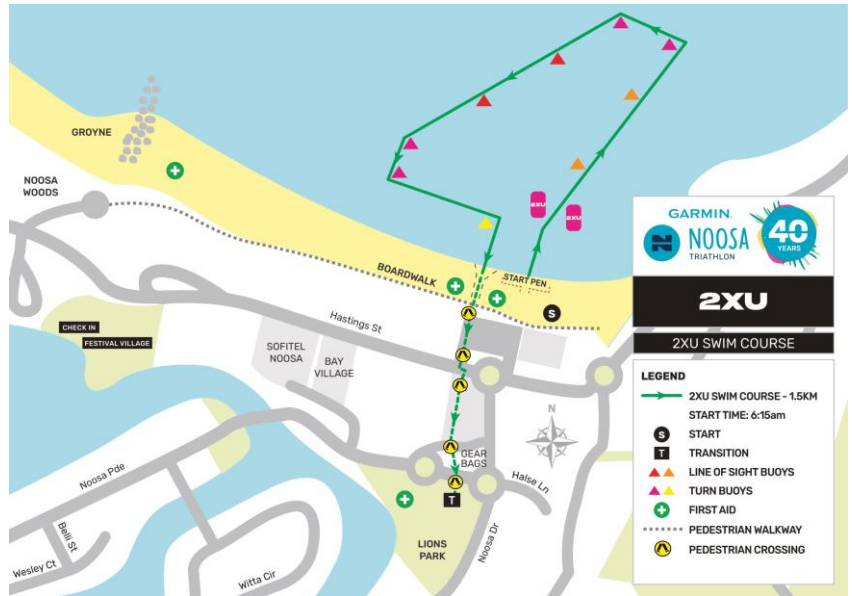 GROYNE
NOOSA
WOODS
2XU
2XU
BOARDWALK
START PEN
S
Hastings St
CHECK IN
FESTIVAL VILLAGE
SOFITEL
NOOSA
BAY
VILLAGE
N
GEAR
BAGS
Halse Ln
T
Noosa Pde
Belli St
Wesley Ct
Witta Cir
LIONS
PARK
Noosa Dr
GARMIN.
N NOOSA
TRIATHLON
40
YEARS
2XU
2XU SWIM COURSE
LEGEND
2XU SWIM COURSE - 1.5KM
START TIME: 6:15am
S START
T TRANSITION
LINE OF SIGHT BUOYS
TURN BUOYS
FIRST AID
PEDESTRIAN WALKWAY
PEDESTRIAN CROSSING